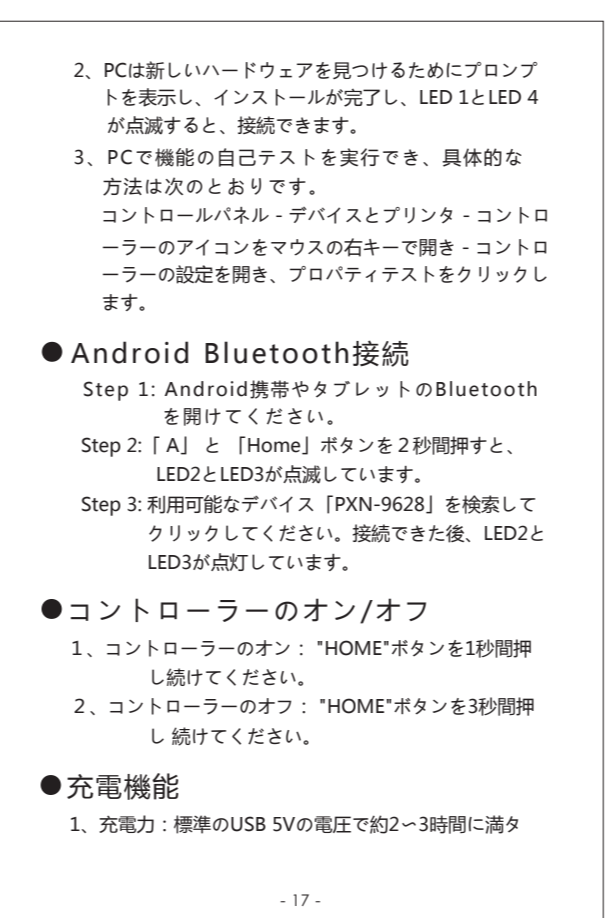 2、PCは新しいハードウェアを見つけるためにプロンプ
トを表示し、インストールが完了し、LED 1とLED 4
が点滅すると、接続できます。
3、PCで機能の自己テストを実行でき、具体的な
方法は次のとおりです。
コントロールパネル - デバイスとプリンタ - コントロ
ーラーのアイコンをマウスの右キーで開き - コントロ
ーラーの設定を開き、プロパティテストをクリックし
ます。
●Android Bluetooth接続
Step 1: Android携帯やタブレットのBluetooth
を開けてください。
Step 2:「 A」 と 「Home」ボタンを２秒間押すと、
LED2とLED3が点滅しています。
Step 3: 利用可能なデバイス「PXN-9628」を検索して
クリックしてください。接続できた後、LED2と
LED3が点灯しています。
●コントローラーのオン/オフ
１、コントローラーのオン： "HOME"ボタンを1秒間押
し続けてください。
２、コントローラーのオフ： "HOME"ボタンを3秒間押
し 続けてください。
●充電機能
1、充電力：標準のUSB 5Vの電圧で約2〜3時間に満タ
- 17 -